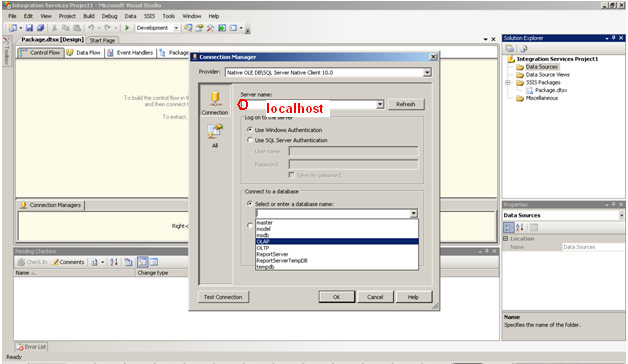 Integration Services Project1 - Microsoft Visual Studio
File Edit View Project Build Debug Data SSIS Tools Window Help
Development
Toolbox
Package.dtsx [Design] Start Page
Control Flow Data Flow Event Handlers Package
To build the control flow in th
and then connect t
To extract,
Connection Managers
Right-c
Pending Checkins
Check In Comments
Name Change type
Error List
Ready
Connection Manager
Provider: Native OLE DB\SQL Server Native Client 10.0
Connection
All
Server name:
localhost
Refresh
Log on to the server
Use Windows Authentication
Use SQL Server Authentication
User name:
Password:
Save my password
Connect to a database
Select or enter a database name:
master
model
msdb
OLAP
OLTP
ReportServer
ReportServerTempDB
tempdb
Test Connection OK Cancel Help
Solution Explorer
Integration Services Project1
Data Sources
Data Source Views
SSIS Packages
Package.dtsx
Miscellaneous
Properties
Data Sources
Location
Name Data Sources
Name
Specifies the name of the folder.